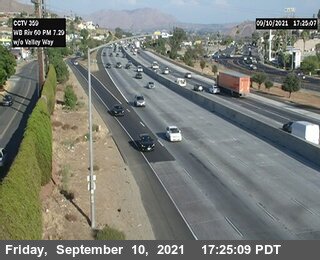 CCTV 359
WB Riv 60 PM 7.29
w/o Valley Way
09/10/2021 17:25:07
Friday, September 10, 2021 17:25:09 PDT